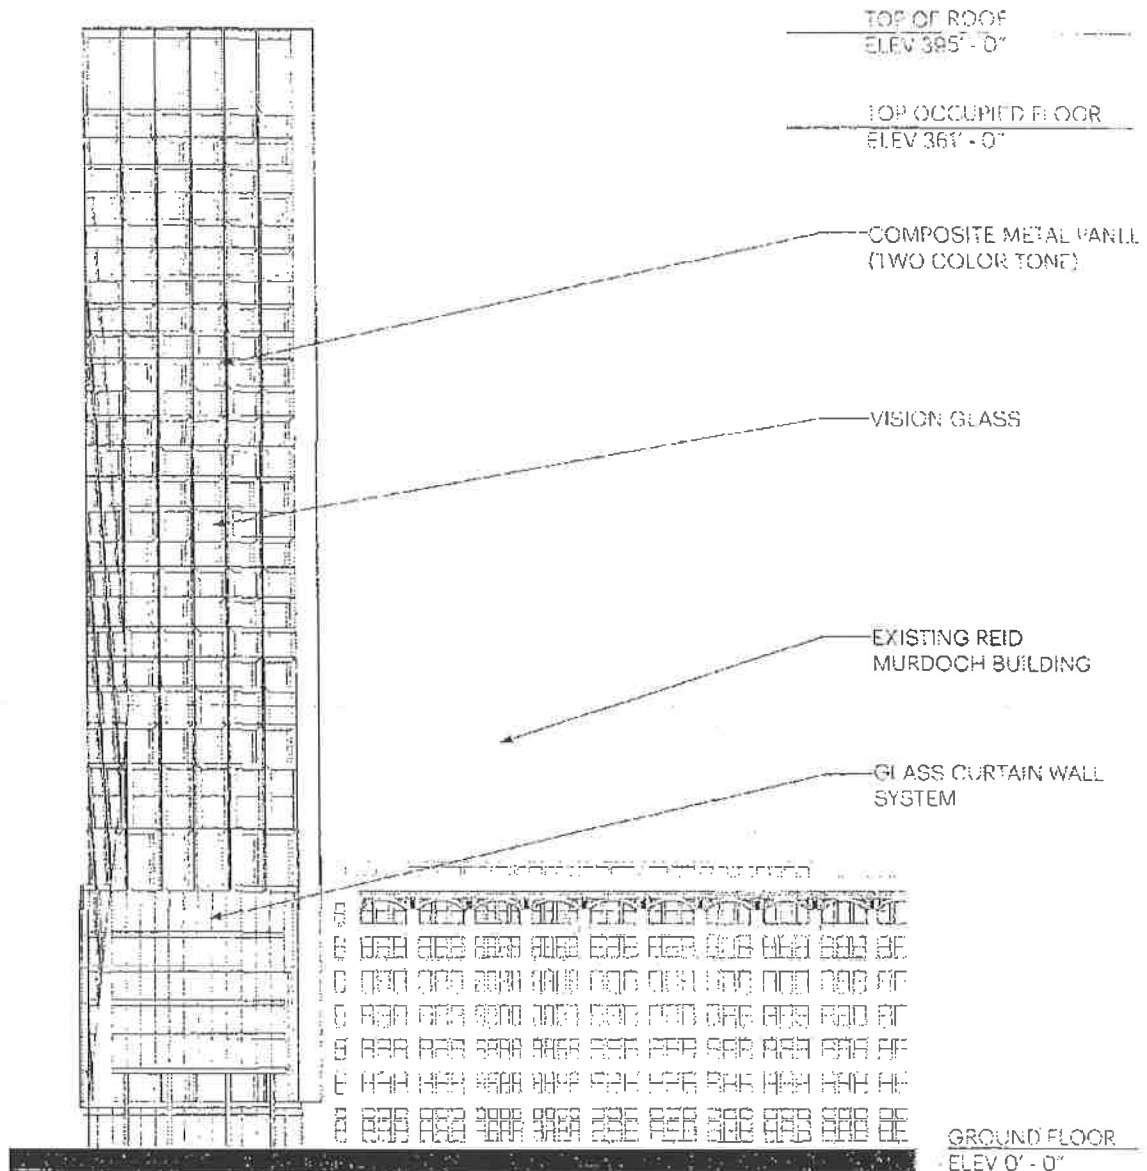 TOP OF ROOF
ELEV 395' - 0"
TOP OCCUPIED FLOOR
ELEV 361' - 0"
COMPOSITE METAL PANEL
(TWO COLOR TONE)
VISION GLASS
EXISTING REID
MURDOCH BUILDING
GLASS CURTAIN WALL
SYSTEM
GROUND FLOOR
ELEV 0' - 0"